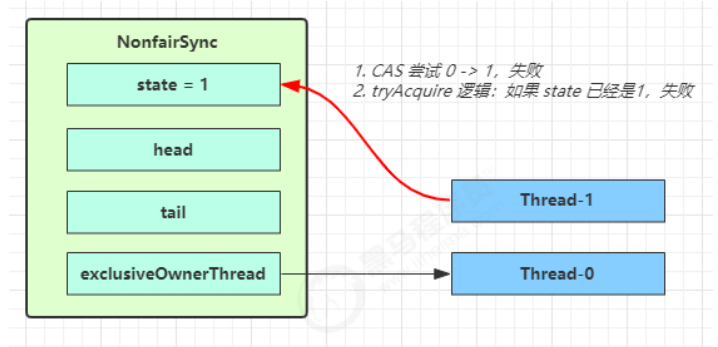 NonfairSync
state = 1
head
tail
exclusiveOwnerThread
1. CAS 尝试 0 -> 1，失败
2. tryAcquire 逻辑：如果 state 已经是1，失败
Thread-1
Thread-0